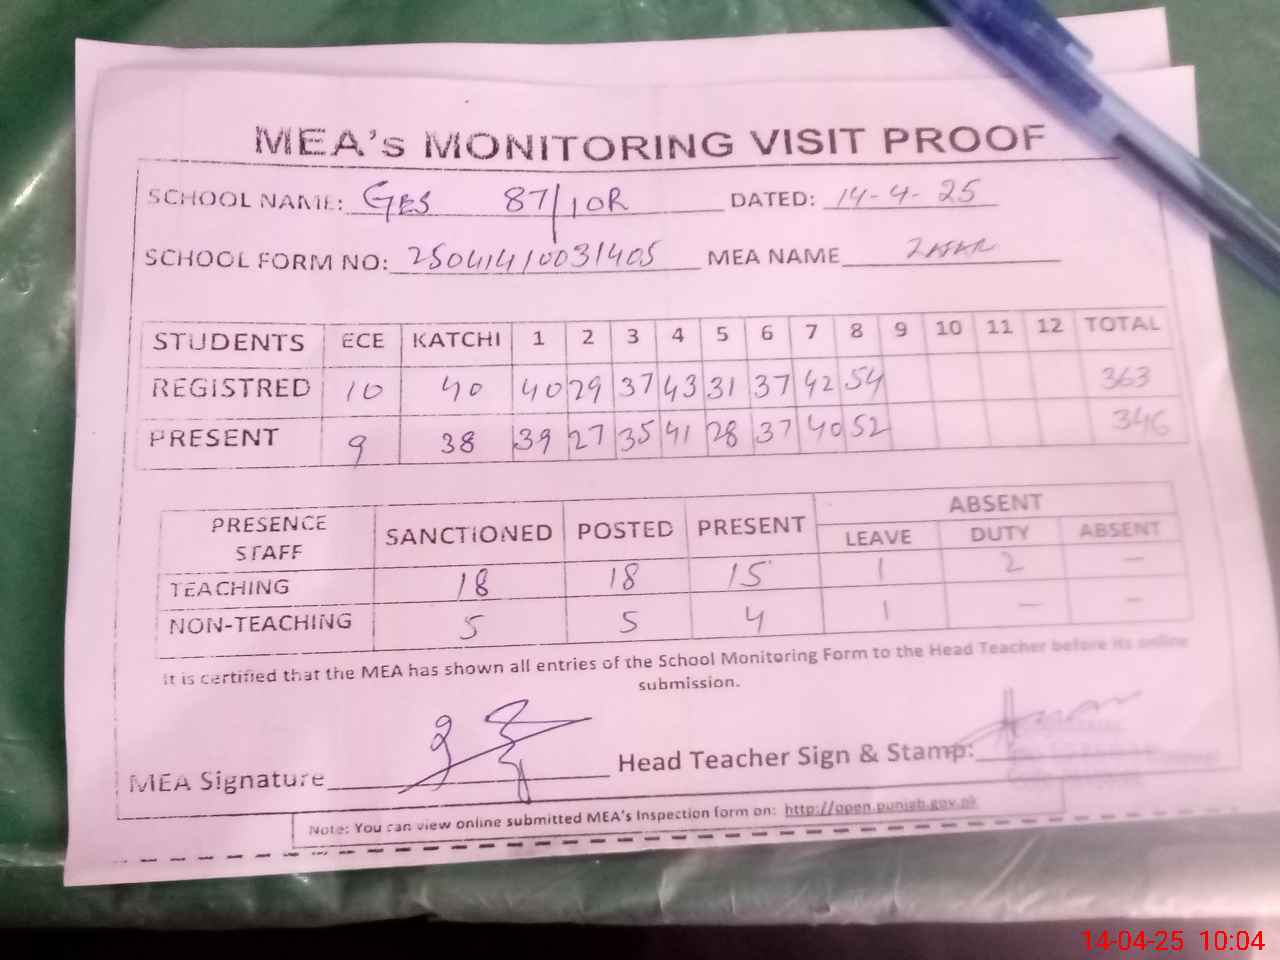 MEA's MONITORING VISIT PROOF
SCHOOL NAME: GES 87/10R DATED: 14-4-25
SCHOOL FORM NO: 25041410031405 MEA NAME ZAFAR
STUDENTS ECE KATCHI 1 2 3 4 5 6 7 8 9 10 11 12 TOTAL
REGISTRED 10 40 40 29 37 43 31 37 42 54 363
PRESENT 9 38 39 27 35 41 28 37 40 52 346
PRESENCE STAFF SANCTIONED POSTED PRESENT ABSENT
LEAVE DUTY ABSENT
TEACHING 18 18 15 1 2 —
NON-TEACHING 5 5 4 1 — —
It is certified that the MEA has shown all entries of the School Monitoring Form to the Head Teacher before its online
submission.
MEA Signature Head Teacher Sign & Stamp:
Note: You can view online submitted MEA's Inspection form on: http://open.punjab.gov.pk
14-04-25 10:04